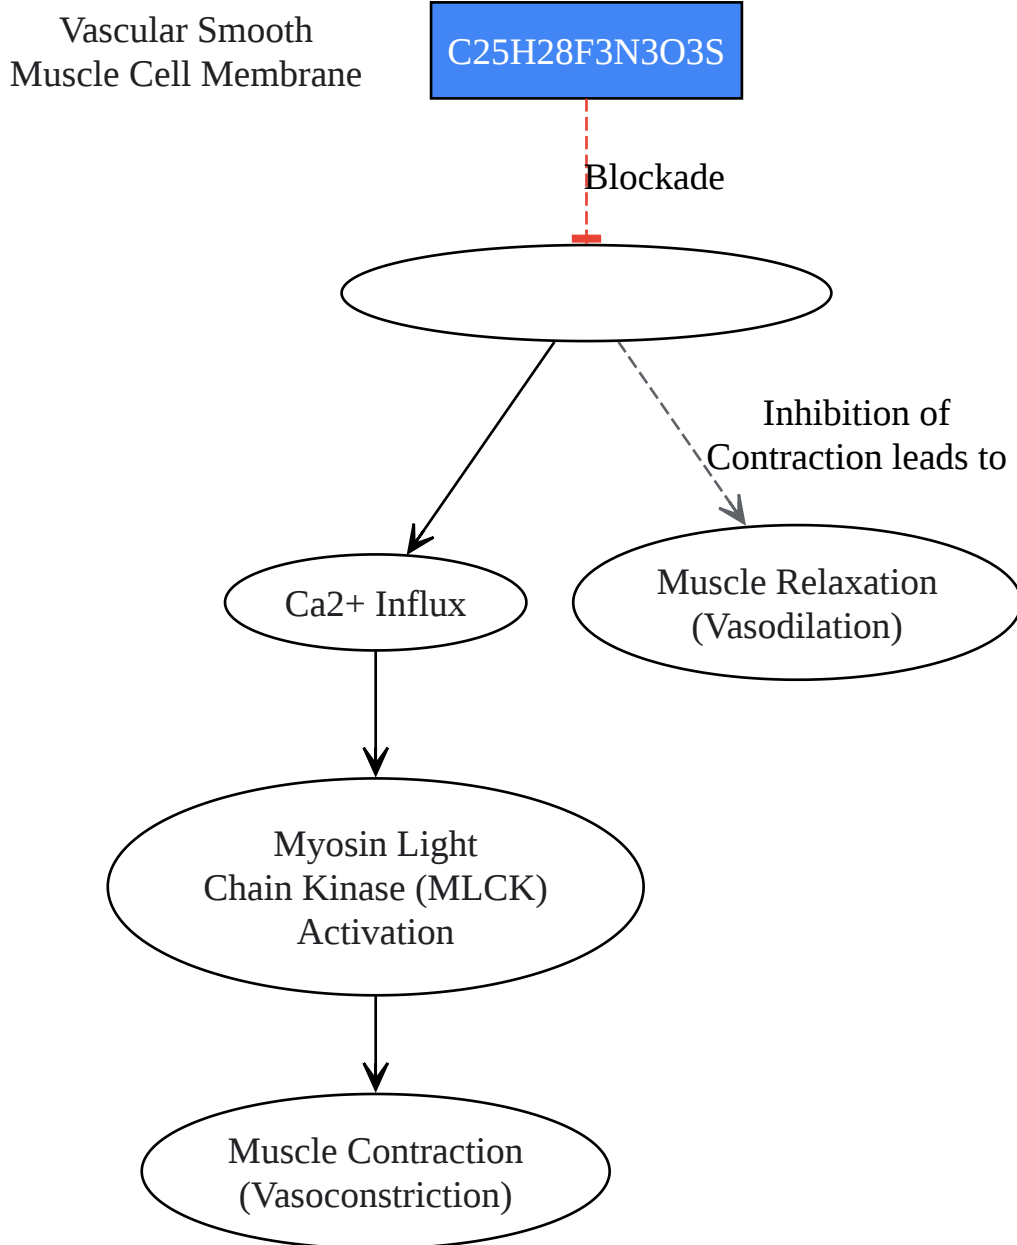 Vascular Smooth
Muscle Cell Membrane
C25H28F3N3O3S
Blockade
Inhibition of
Contraction leads to
Ca2+ Influx
Muscle Relaxation
(Vasodilation)
Myosin Light
Chain Kinase (MLCK)
Activation
Muscle Contraction
(Vasoconstriction)